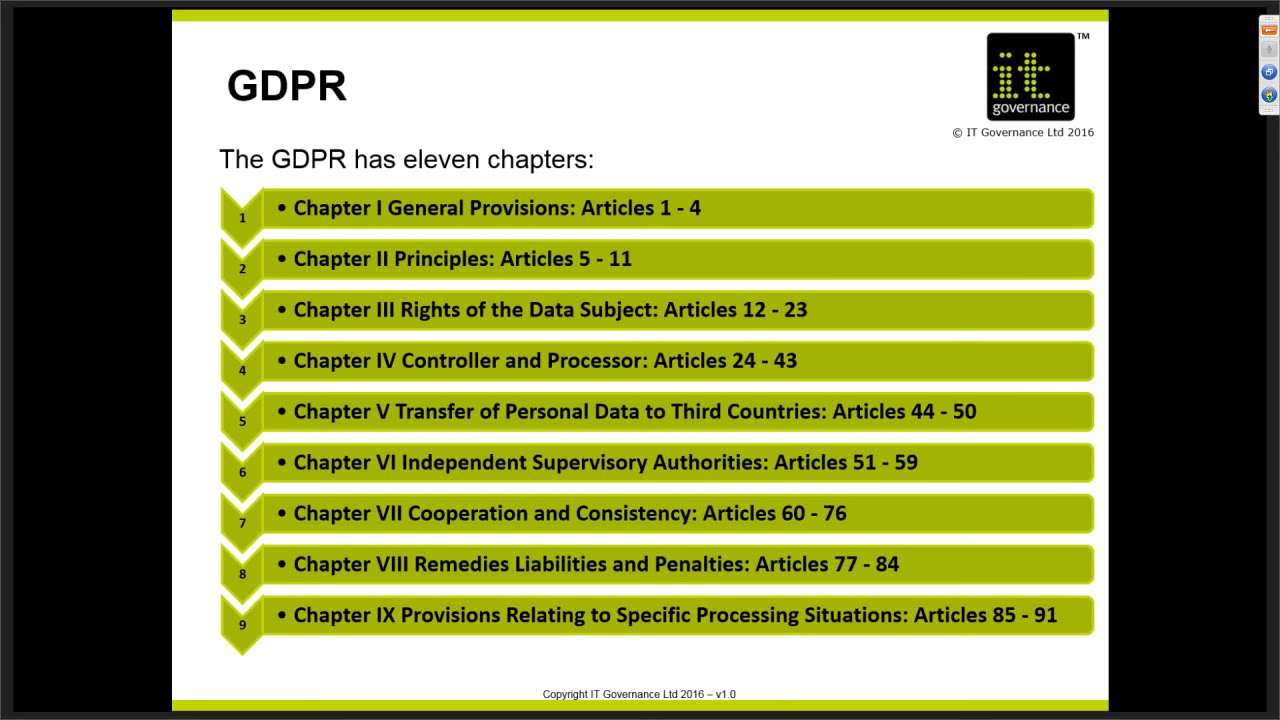 GDPR
it
governance
TM
© IT Governance Ltd 2016
The GDPR has eleven chapters:
1
• Chapter I General Provisions: Articles 1 - 4
2
• Chapter II Principles: Articles 5 - 11
3
• Chapter III Rights of the Data Subject: Articles 12 - 23
4
• Chapter IV Controller and Processor: Articles 24 - 43
5
• Chapter V Transfer of Personal Data to Third Countries: Articles 44 - 50
6
• Chapter VI Independent Supervisory Authorities: Articles 51 - 59
7
• Chapter VII Cooperation and Consistency: Articles 60 - 76
8
• Chapter VIII Remedies Liabilities and Penalties: Articles 77 - 84
9
• Chapter IX Provisions Relating to Specific Processing Situations: Articles 85 - 91
Copyright IT Governance Ltd 2016 – v1.0